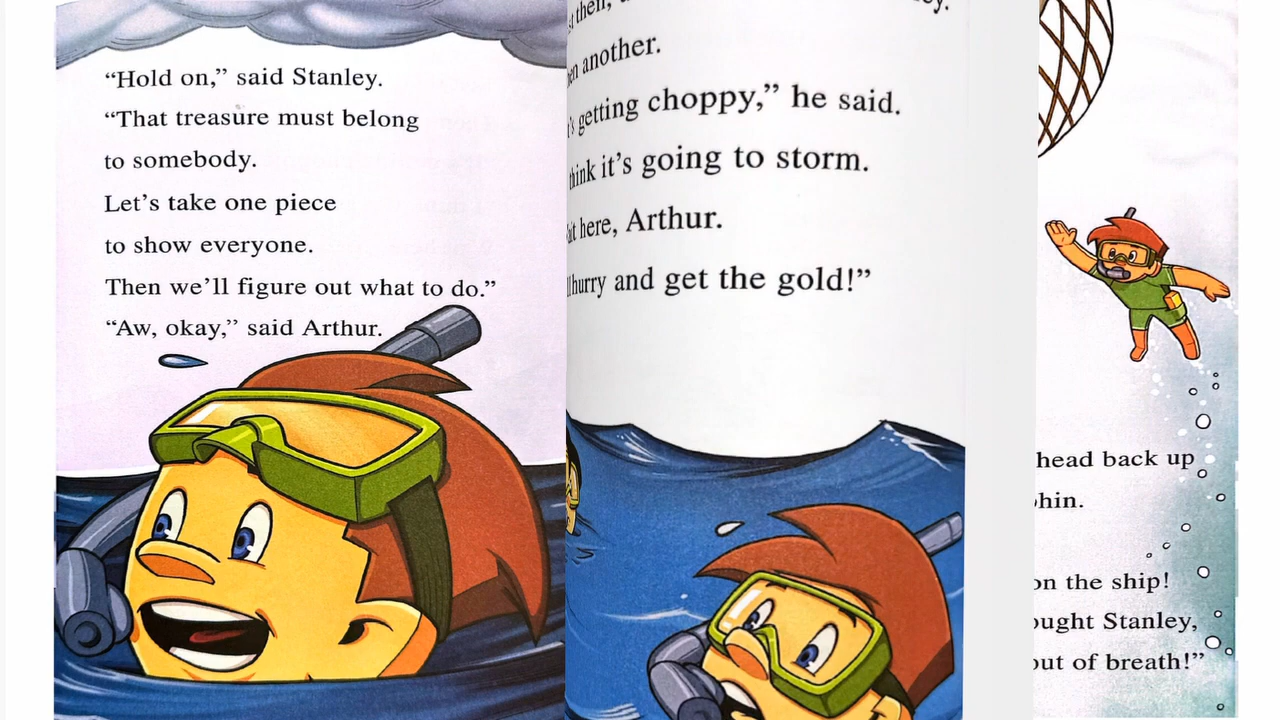 “Hold on,” said Stanley.
“That treasure must belong
to somebody.
Let’s take one piece
to show everyone.
Then we’ll figure out what to do.”
“Aw, okay,” said Arthur.
then,
another.
getting choppy,” he said.
think it’s going to storm.
here, Arthur.
hurry and get the gold!”
head back up
on the ship!
Stanley,
out of breath!”